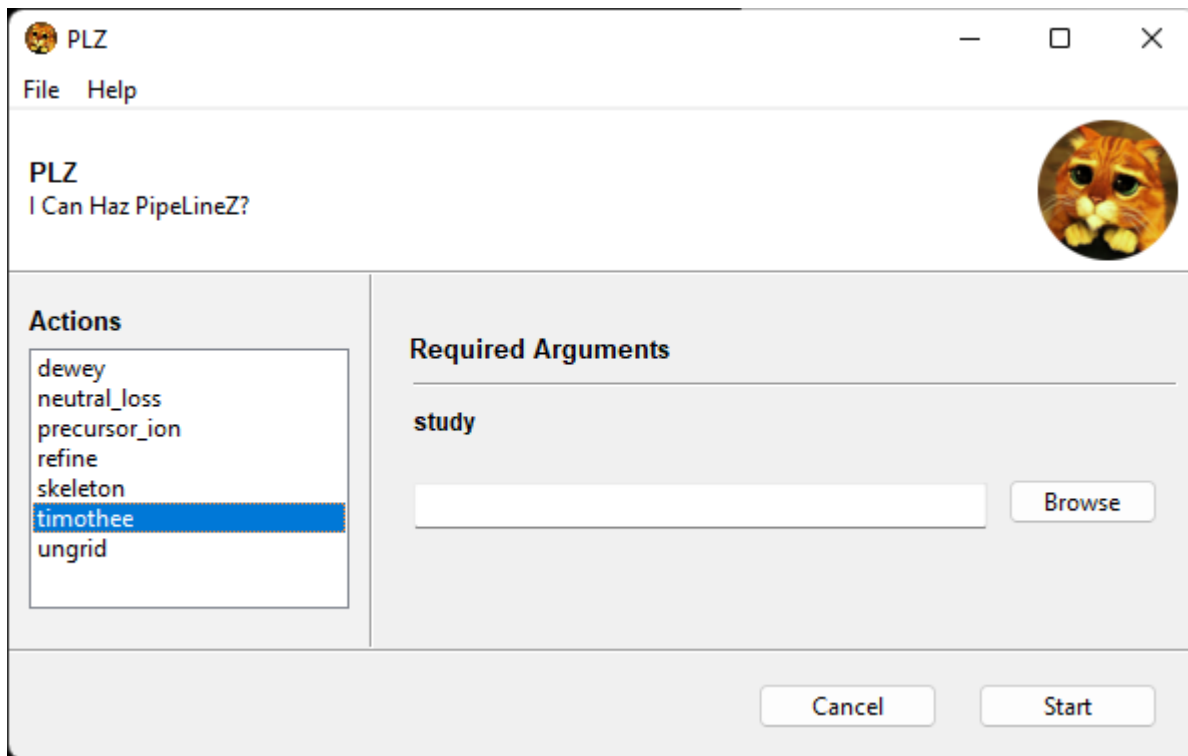 PLZ
File Help
PLZ
I Can Haz PipeLineZ?
Actions
dewey
neutral_loss
precursor_ion
refine
skeleton
timothee
ungrid
Required Arguments
study
Browse
Cancel Start